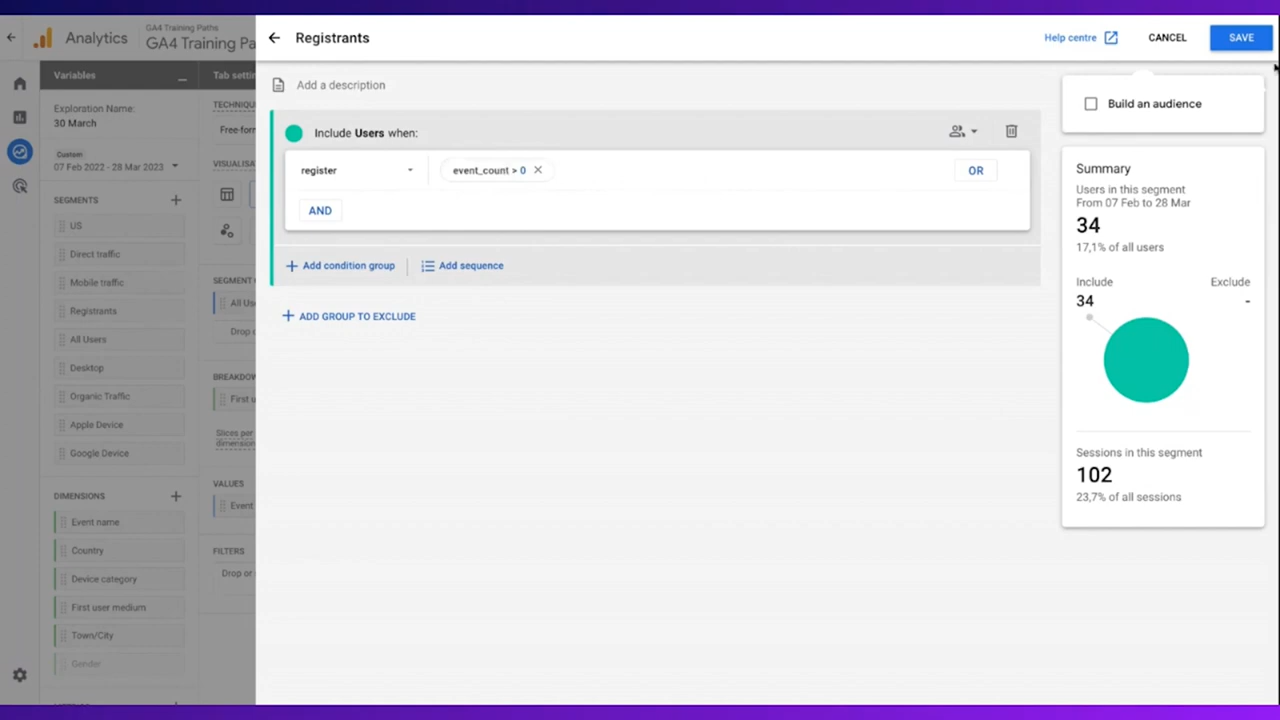 Analytics
GA4 Training Paths
GA4 Training Pa
Registrants
Help centre
CANCEL
SAVE
Variables
Tab settin
Add a description
Build an audience
Exploration Name:
30 March
TECHNIQU
Free-for
Include Users when:
Custom
07 Feb 2022 - 28 Mar 2023
VISUALISA
register
event_count > 0
OR
AND
Summary
Users in this segment
From 07 Feb to 28 Mar
34
17,1% of all users
SEGMENTS
US
Direct traffic
Mobile traffic
Registrants
All Users
Desktop
Organic Traffic
Apple Device
Google Device
Add condition group
Add sequence
ADD GROUP TO EXCLUDE
Include
Exclude
34
-
SEGMENT
All Us
Drop o
BREAKDOW
First u
Slices per
dimension
VALUES
Event
FILTERS
Drop or
Sessions in this segment
102
23,7% of all sessions
DIMENSIONS
Event name
Country
Device category
First user medium
Town/City
Gender